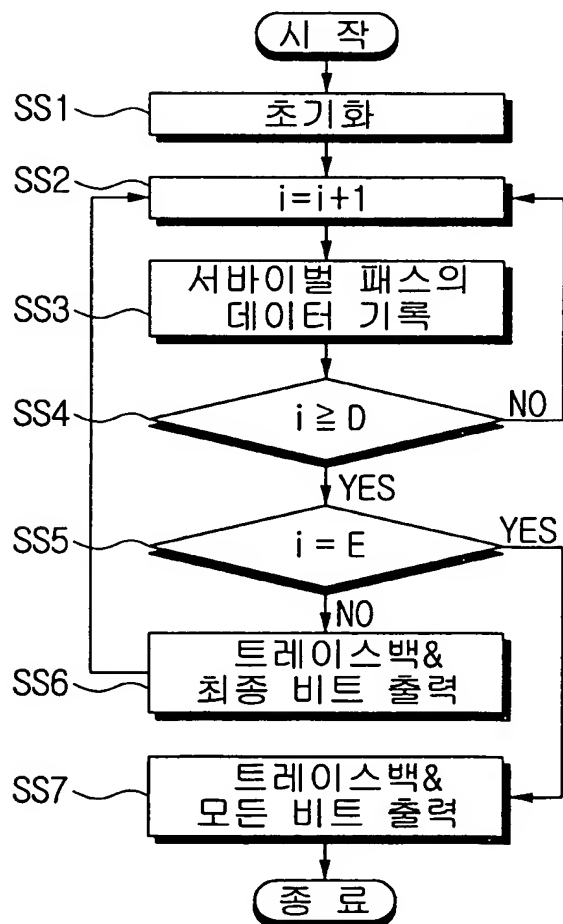 시 작
SS1
초기화
SS2
i=i+1
SS3
서바이벌 패스의
데이터 기록
SS4
i≧D
NO
YES
SS5
i=E
YES
NO
SS6
트레이스백&
최종 비트 출력
SS7
트레이스백&
모든 비트 출력
종 료